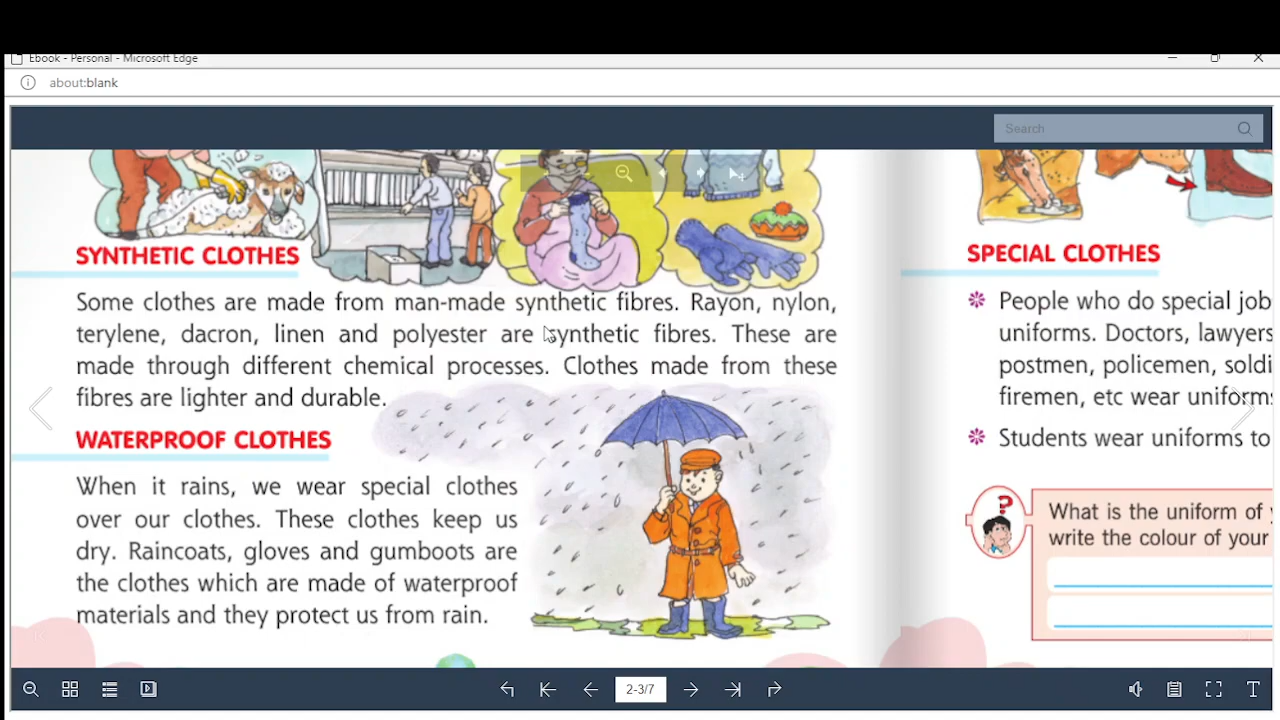 Ebook - Personal - Microsoft Edge
about:blank
Search
SYNTHETIC CLOTHES
Some clothes are made from man-made synthetic fibres. Rayon, nylon,
terylene, dacron, linen and polyester are synthetic fibres. These are
made through different chemical processes. Clothes made from these
fibres are lighter and durable.
WATERPROOF CLOTHES
When it rains, we wear special clothes
over our clothes. These clothes keep us
dry. Raincoats, gloves and gumboots are
the clothes which are made of waterproof
materials and they protect us from rain.
SPECIAL CLOTHES
People who do special job
uniforms. Doctors, lawyers
postmen, policemen, soldi
firemen, etc wear uniforms
Students wear uniforms to
?
What is the uniform of
write the colour of your
2-3/7
T